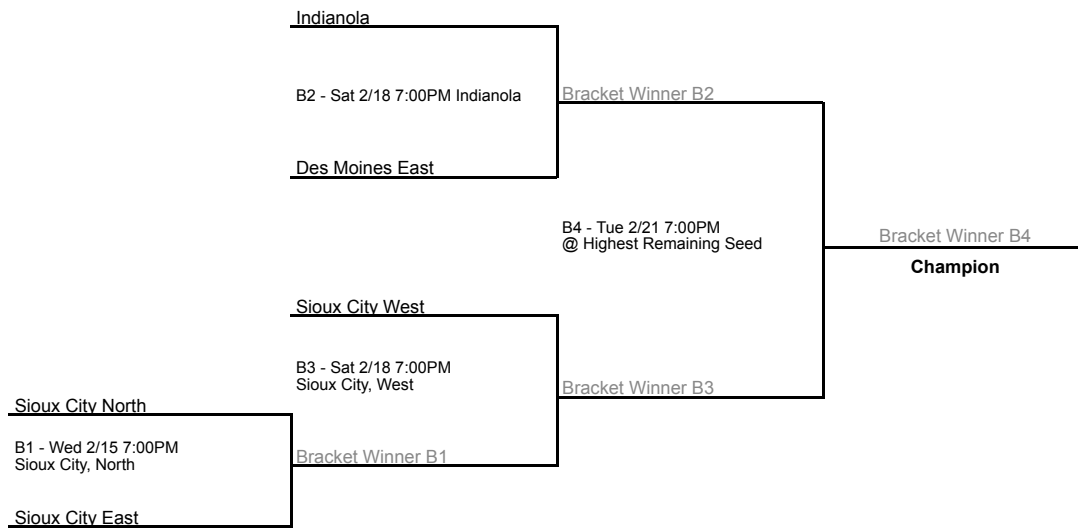 Indianola
B2 - Sat 2/18 7:00PM Indianola
Bracket Winner B2
Des Moines East
B4 - Tue 2/21 7:00PM
@ Highest Remaining Seed
Bracket Winner B4
Champion
Sioux City West
B3 - Sat 2/18 7:00PM
Sioux City, West
Bracket Winner B3
Sioux City North
B1 - Wed 2/15 7:00PM
Sioux City, North
Bracket Winner B1
Sioux City East